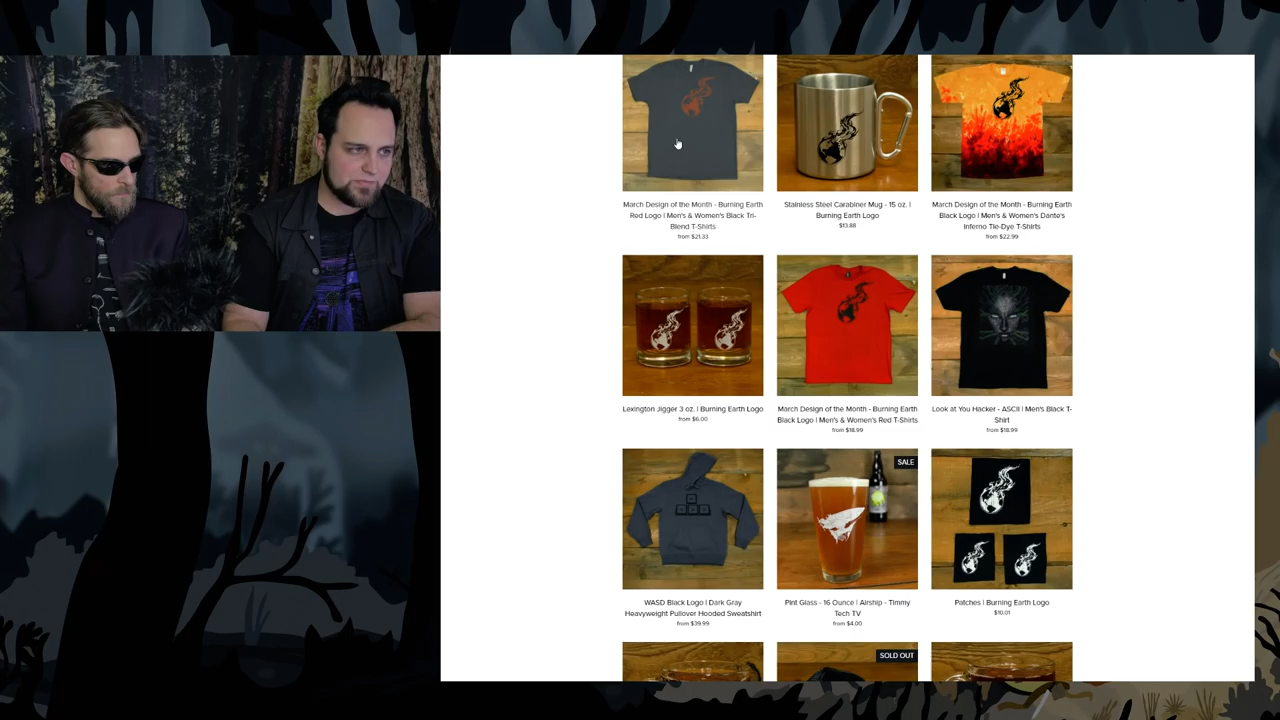 March Design of the Month - Burning Earth
Red Logo | Men's & Women's Black Tri-
Blend T-Shirts
from $21.33
Stainless Steel Carabiner Mug - 15 oz. |
Burning Earth Logo
$13.88
March Design of the Month - Burning Earth
Black Logo | Men's & Women's Dante's
Inferno Tie-Dye T-Shirts
from $22.99
Lexington Jigger 3 oz. | Burning Earth Logo
from $6.00
March Design of the Month - Burning Earth
Black Logo | Men's & Women's Red T-Shirts
from $18.99
Look at You Hacker - ASCII | Men's Black T-
Shirt
from $18.99
WASD Black Logo | Dark Gray
Heavyweight Pullover Hooded Sweatshirt
from $39.99
SALE
Pint Glass - 16 Ounce | Airship - Timmy
Tech TV
from $4.00
Patches | Burning Earth Logo
$10.01
SOLD OUT